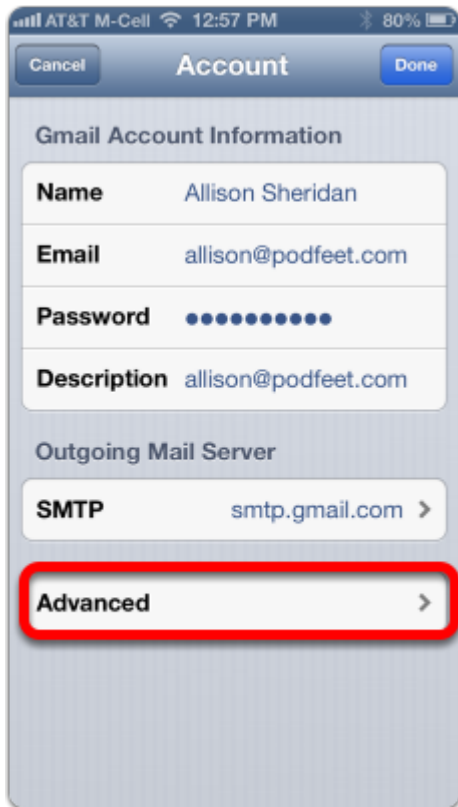 AT&T M-Cell 12:57 PM 80%
Cancel Account Done
Gmail Account Information
Name Allison Sheridan
Email allison@podfeet.com
Password ●●●●●●●●●●
Description allison@podfeet.com
Outgoing Mail Server
SMTP smtp.gmail.com
Advanced